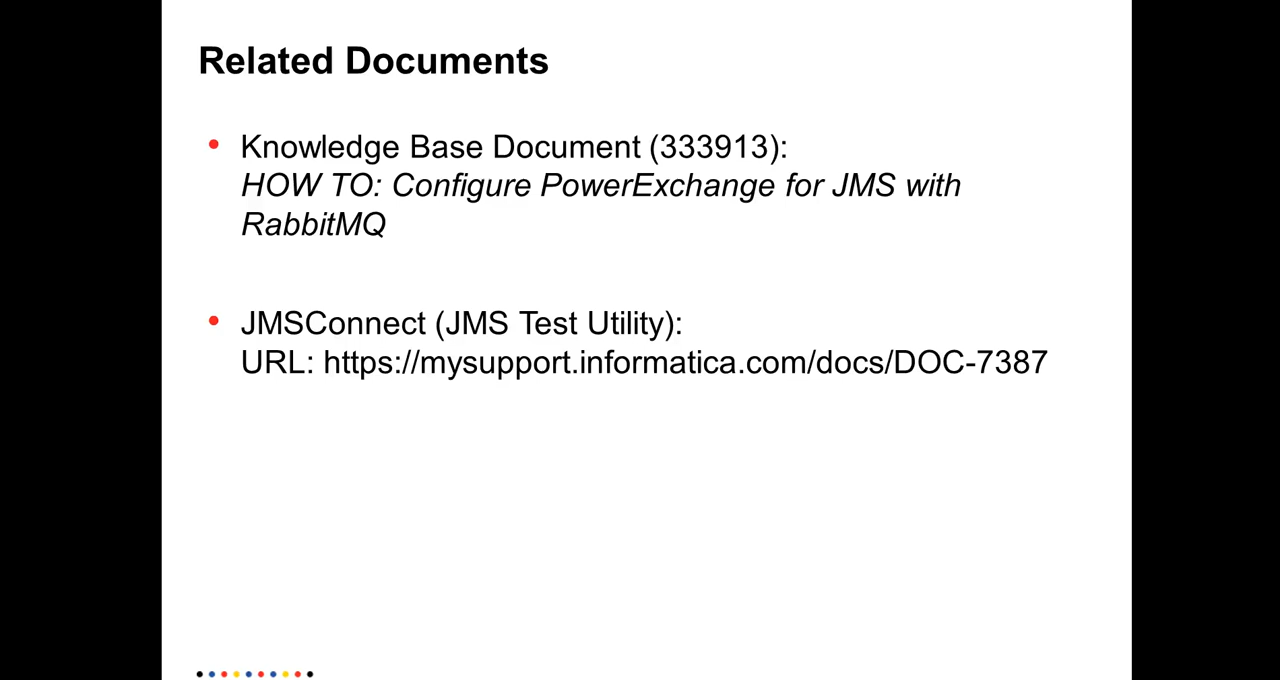 Related Documents
• Knowledge Base Document (333913):
HOW TO: Configure PowerExchange for JMS with
RabbitMQ
• JMSConnect (JMS Test Utility):
URL: https://mysupport.informatica.com/docs/DOC-7387